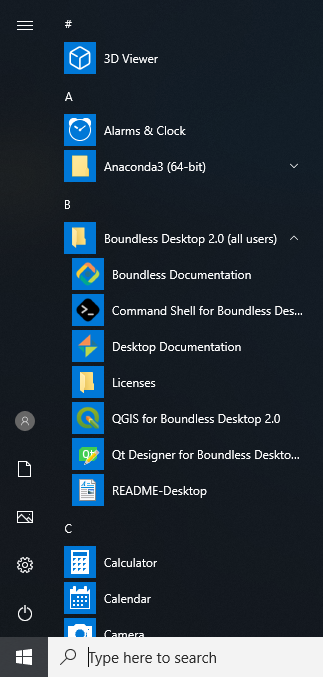 #
3D Viewer
A
Alarms & Clock
Anaconda3 (64-bit)
B
Boundless Desktop 2.0 (all users)
Boundless Documentation
Command Shell for Boundless Des...
Desktop Documentation
Licenses
QGIS for Boundless Desktop 2.0
Qt Designer for Boundless Deskto...
README-Desktop
C
Calculator
Calendar
Camera
Type here to search